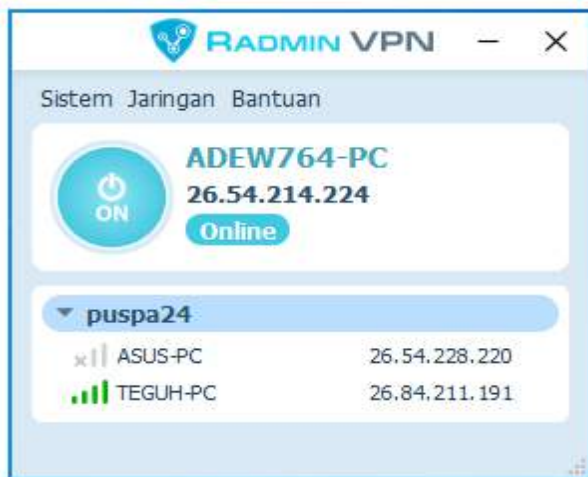 RADMIN VPN
Sistem Jaringan Bantuan
ADEW764-PC
26.54.214.224
ON
Online
puspa24
ASUS-PC 26.54.228.220
TEGUH-PC 26.84.211.191